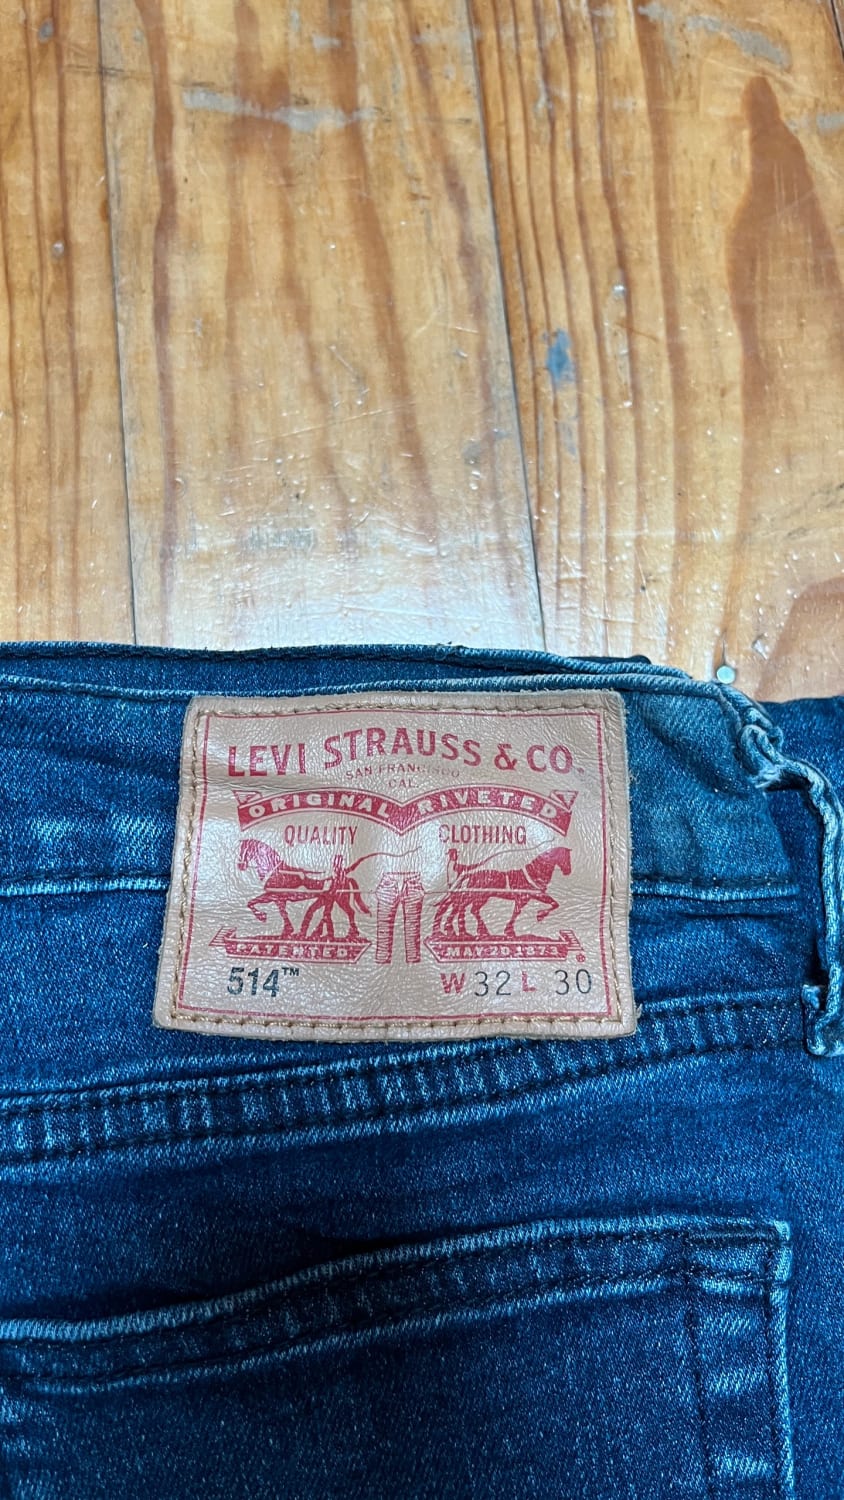 LEVI STRAUSS & CO.
SAN FRANCISCO
CAL.
ORIGINAL RIVETED
QUALITY CLOTHING
PATENTED MAY 20 1873 ®
514™ W 32 L 30